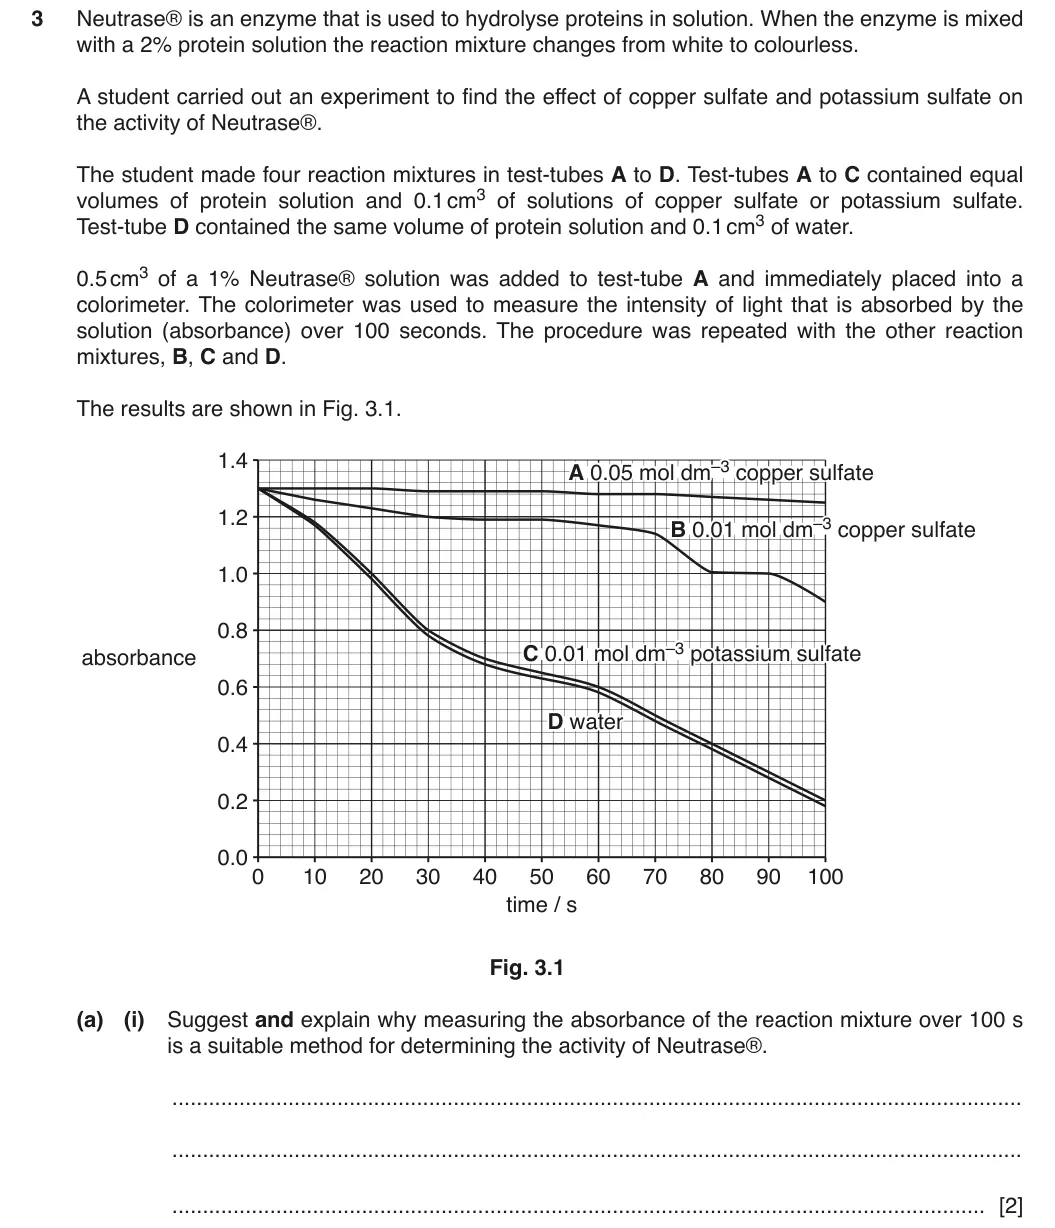 3 Neutrase® is an enzyme that is used to hydrolyse proteins in solution. When the enzyme is mixed
with a 2% protein solution the reaction mixture changes from white to colourless.
A student carried out an experiment to find the effect of copper sulfate and potassium sulfate on
the activity of Neutrase®.
The student made four reaction mixtures in test-tubes A to D. Test-tubes A to C contained equal
volumes of protein solution and 0.1 cm³ of solutions of copper sulfate or potassium sulfate.
Test-tube D contained the same volume of protein solution and 0.1 cm³ of water.
0.5 cm³ of a 1% Neutrase® solution was added to test-tube A and immediately placed into a
colorimeter. The colorimeter was used to measure the intensity of light that is absorbed by the
solution (absorbance) over 100 seconds. The procedure was repeated with the other reaction
mixtures, B, C and D.
The results are shown in Fig. 3.1.
1.4
A 0.05 mol dm⁻³ copper sulfate
1.2
B 0.01 mol dm⁻³ copper sulfate
1.0
0.8
absorbance
C 0.01 mol dm⁻³ potassium sulfate
0.6
D water
0.4
0.2
0.0
0 10 20 30 40 50 60 70 80 90 100
time / s
Fig. 3.1
(a) (i) Suggest and explain why measuring the absorbance of the reaction mixture over 100 s
is a suitable method for determining the activity of Neutrase®.
[2]